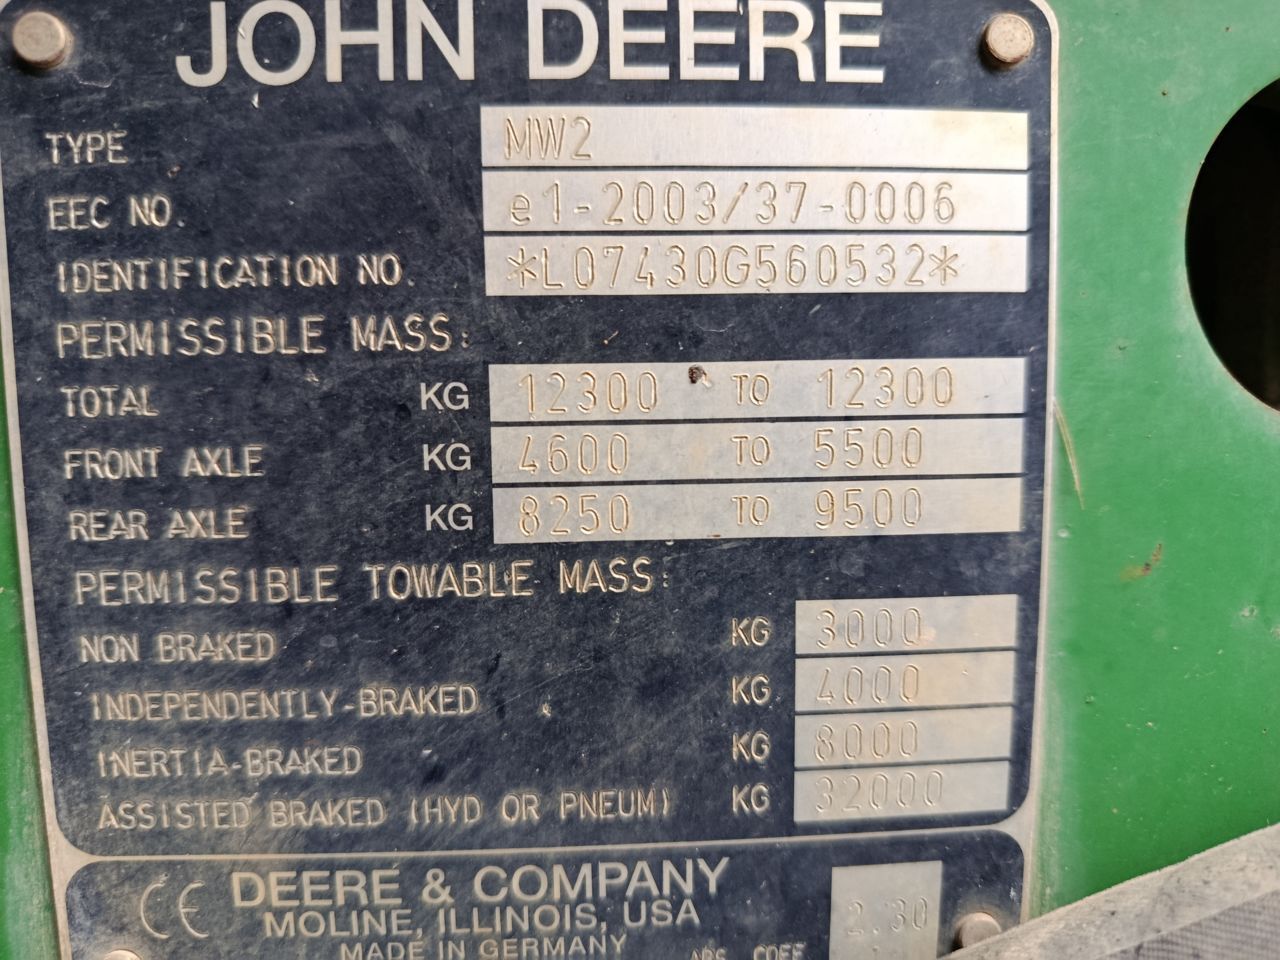 JOHN DEERE
TYPE MW2
EEC NO. e1-2003/37-0006
IDENTIFICATION NO. *L07430G560532*
PERMISSIBLE MASS:
TOTAL KG 12300 TO 12300
FRONT AXLE KG 4600 TO 5500
REAR AXLE KG 8250 TO 9500
PERMISSIBLE TOWABLE MASS:
NON BRAKED KG 3000
INDEPENDENTLY-BRAKED KG 4000
INERTIA-BRAKED KG 8000
ASSISTED BRAKED (HYD OR PNEUM) KG 32000
CE DEERE & COMPANY
MOLINE, ILLINOIS, USA 2.30
MADE IN GERMANY ABS. COEF